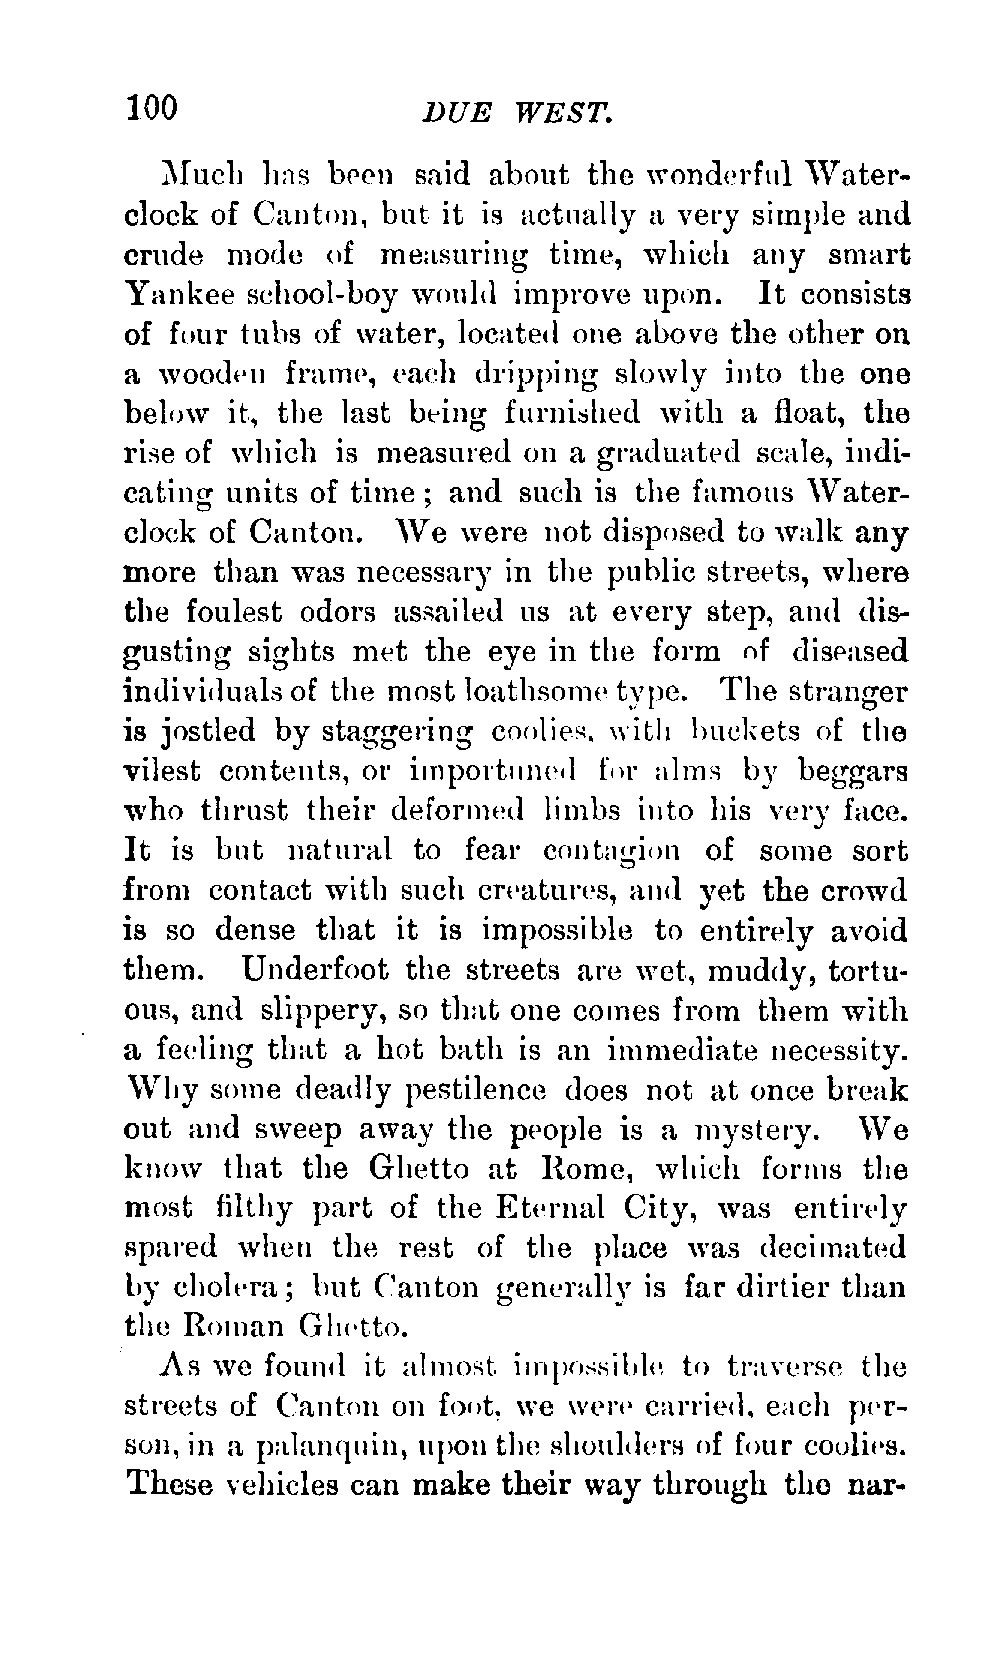 100 DUE WEST.
Much has been said about the wonderful Water-
clock of Canton, but it is actually a very simple and
crude mode of measuring time, which any smart
Yankee school-boy would improve upon. It consists
of four tubs of water, located one above the other on
a wooden frame, each dripping slowly into the one
below it, the last being furnished with a float, the
rise of which is measured on a graduated scale, indi-
cating units of time; and such is the famous Water-
clock of Canton. We were not disposed to walk any
more than was necessary in the public streets, where
the foulest odors assailed us at every step, and dis-
gusting sights met the eye in the form of diseased
individuals of the most loathsome type. The stranger
is jostled by staggering coolies, with buckets of the
vilest contents, or importuned for alms by beggars
who thrust their deformed limbs into his very face.
It is but natural to fear contagion of some sort
from contact with such creatures, and yet the crowd
is so dense that it is impossible to entirely avoid
them. Underfoot the streets are wet, muddy, tortu-
ous, and slippery, so that one comes from them with
a feeling that a hot bath is an immediate necessity.
Why some deadly pestilence does not at once break
out and sweep away the people is a mystery. We
know that the Ghetto at Rome, which forms the
most filthy part of the Eternal City, was entirely
spared when the rest of the place was decimated
by cholera; but Canton generally is far dirtier than
the Roman Ghetto.
As we found it almost impossible to traverse the
streets of Canton on foot, we were carried, each per-
son, in a palanquin, upon the shoulders of four coolies.
These vehicles can make their way through the nar-